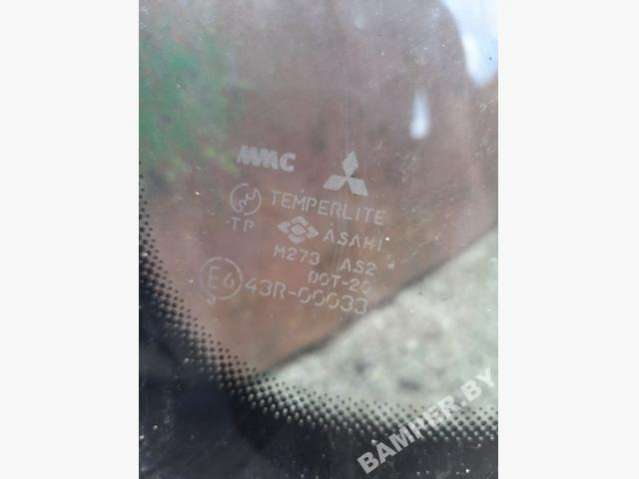 MMC
TEMPERLITE
TP ASAHI
M273 AS2
DOT-20
E6 43R-00033
BAMPER.BY